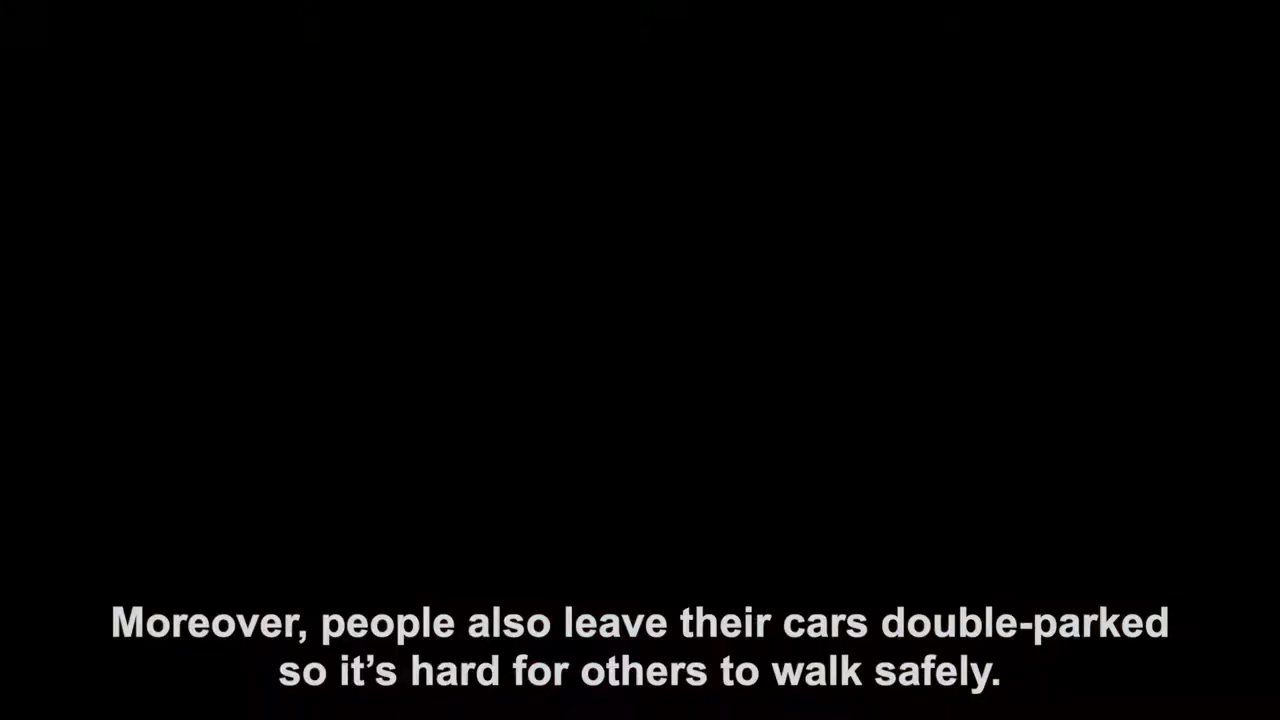 Moreover, people also leave their cars double-parked
so it’s hard for others to walk safely.